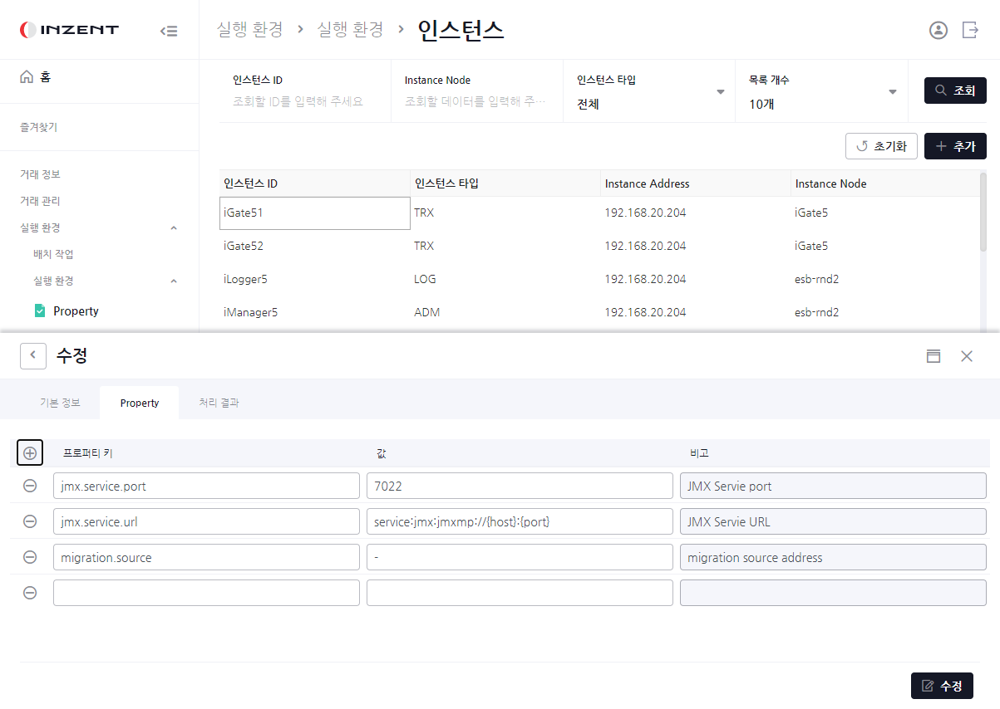 INZENT
실행 환경 > 실행 환경 > 인스턴스
홈
즐겨찾기
거래 정보
거래 관리
실행 환경
배치 작업
실행 환경
Property
인스턴스 ID
조회할 ID를 입력해 주세요
Instance Node
조회할 데이터를 입력해 주…
인스턴스 타입
전체
목록 개수
10개
조회
초기화
추가
인스턴스 ID 인스턴스 타입 Instance Address Instance Node
iGate51 TRX 192.168.20.204 iGate5
iGate52 TRX 192.168.20.204 iGate5
iLogger5 LOG 192.168.20.204 esb-rnd2
iManager5 ADM 192.168.20.204 esb-rnd2
수정
기본 정보 Property 처리 결과
프로퍼티 키 값 비고
jmx.service.port 7022 JMX Servie port
jmx.service.url service:jmx:jmxmp://{host}:{port} JMX Servie URL
migration.source - migration source address
수정